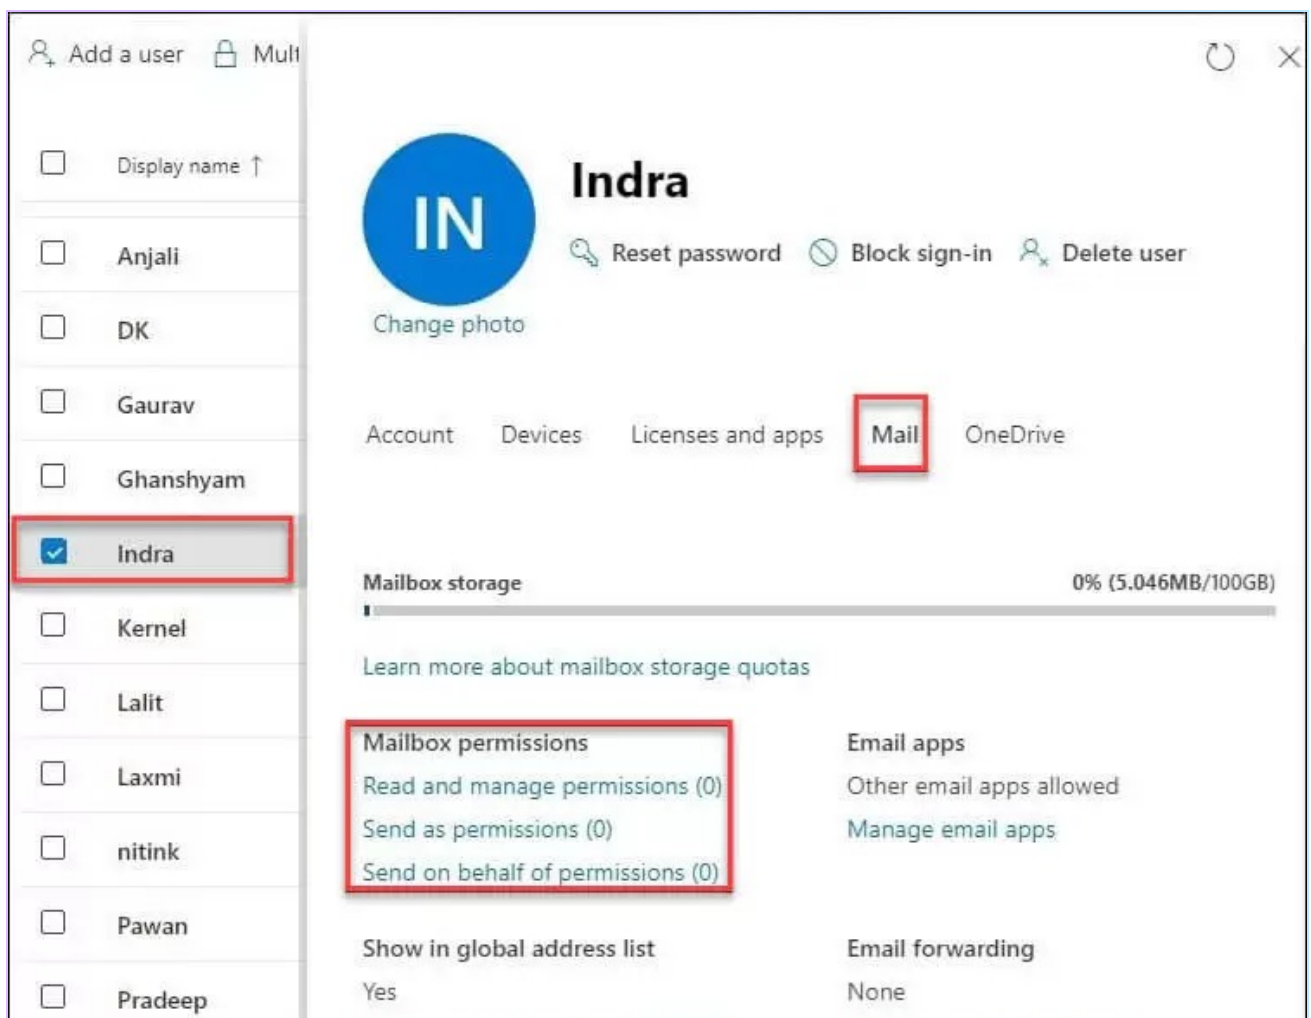 Add a user
Display name ↑
Anjali
DK
Gaurav
Ghanshyam
Indra
Kernel
Lalit
Laxmi
nitink
Pawan
Pradeep
IN
Change photo
Indra
Reset password Block sign-in Delete user
Account Devices Licenses and apps Mail OneDrive
Mailbox storage 0% (5.046MB/100GB)
Learn more about mailbox storage quotas
Mailbox permissions
Read and manage permissions (0)
Send as permissions (0)
Send on behalf of permissions (0)
Email apps
Other email apps allowed
Manage email apps
Show in global address list
Yes
Email forwarding
None